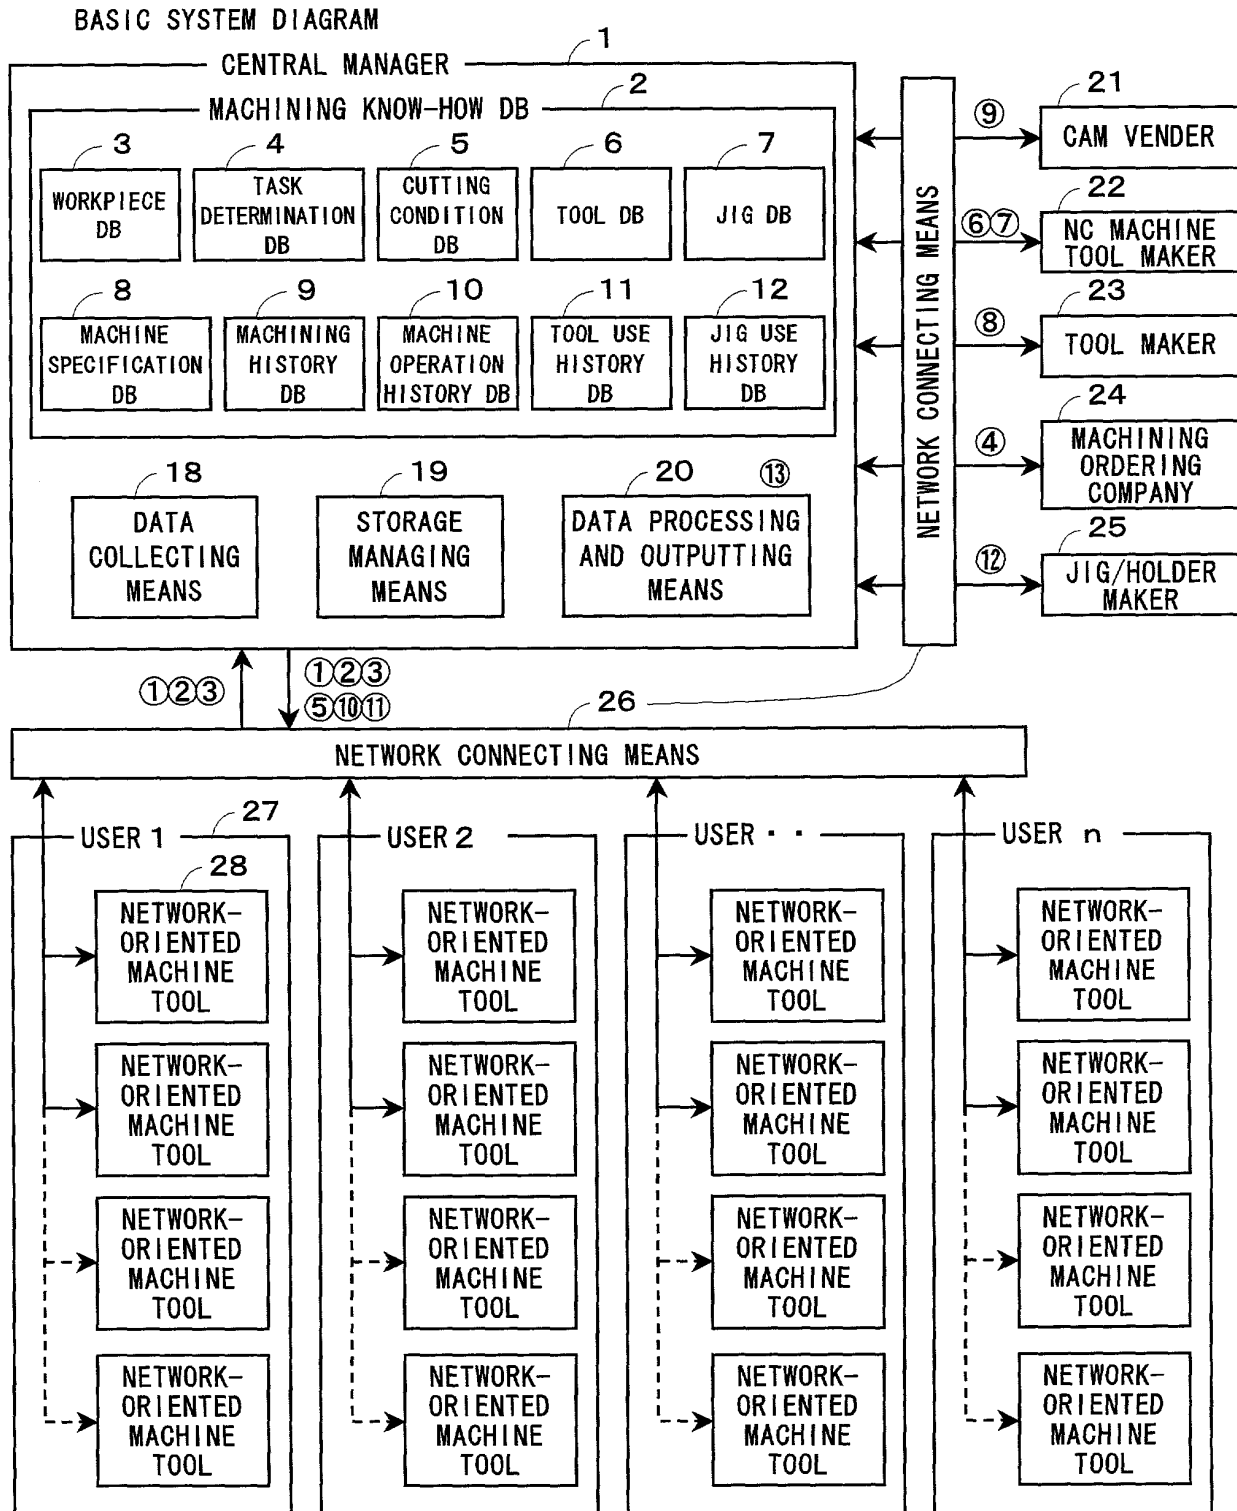 BASIC SYSTEM DIAGRAM
1
CENTRAL MANAGER
2
MACHINING KNOW-HOW DB
3
WORKPIECE
DB
4
TASK
DETERMINATION
DB
5
CUTTING
CONDITION
DB
6
TOOL DB
7
JIG DB
8
MACHINE
SPECIFICATION
DB
9
MACHINING
HISTORY
DB
10
MACHINE
OPERATION
HISTORY DB
11
TOOL USE
HISTORY
DB
12
JIG USE
HISTORY
DB
18
DATA
COLLECTING
MEANS
19
STORAGE
MANAGING
MEANS
20
⑬
DATA PROCESSING
AND OUTPUTTING
MEANS
NETWORK CONNECTING MEANS
⑨
21
CAM VENDER
⑥⑦
22
NC MACHINE
TOOL MAKER
⑧
23
TOOL MAKER
④
24
MACHINING
ORDERING
COMPANY
⑫
25
JIG/HOLDER
MAKER
①②③
①②③
⑤⑩⑪
26
NETWORK CONNECTING MEANS
27
USER 1
28
NETWORK-
ORIENTED
MACHINE
TOOL
NETWORK-
ORIENTED
MACHINE
TOOL
NETWORK-
ORIENTED
MACHINE
TOOL
NETWORK-
ORIENTED
MACHINE
TOOL
USER 2
NETWORK-
ORIENTED
MACHINE
TOOL
NETWORK-
ORIENTED
MACHINE
TOOL
NETWORK-
ORIENTED
MACHINE
TOOL
NETWORK-
ORIENTED
MACHINE
TOOL
USER ··
NETWORK-
ORIENTED
MACHINE
TOOL
NETWORK-
ORIENTED
MACHINE
TOOL
NETWORK-
ORIENTED
MACHINE
TOOL
NETWORK-
ORIENTED
MACHINE
TOOL
USER n
NETWORK-
ORIENTED
MACHINE
TOOL
NETWORK-
ORIENTED
MACHINE
TOOL
NETWORK-
ORIENTED
MACHINE
TOOL
NETWORK-
ORIENTED
MACHINE
TOOL